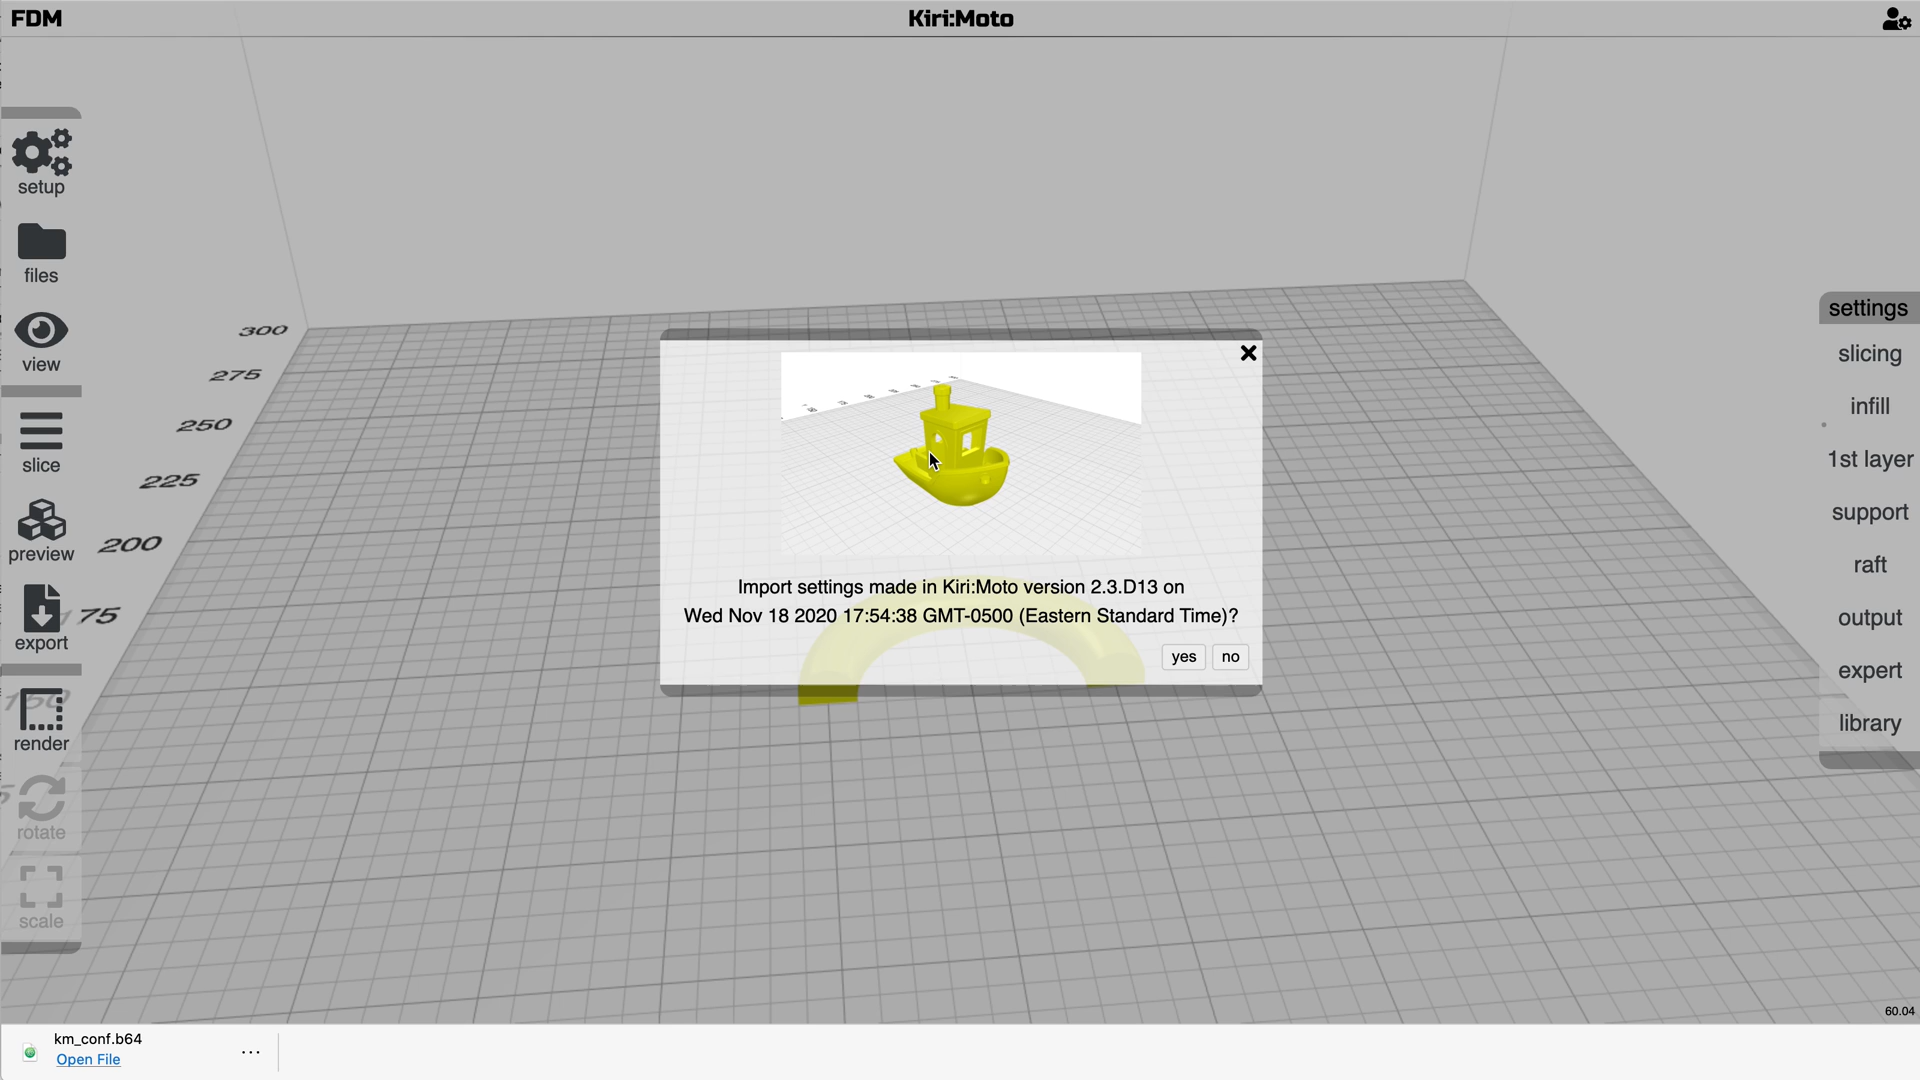 FDM
Kiri:Moto
setup
files
view
slice
preview
export
render
rotate
scale
300
275
250
225
200
75
150
Import settings made in Kiri:Moto version 2.3.D13 on
Wed Nov 18 2020 17:54:38 GMT-0500 (Eastern Standard Time)?
yes
no
settings
slicing
infill
1st layer
support
raft
output
expert
library
60.04
km_conf.b64
Open File
...